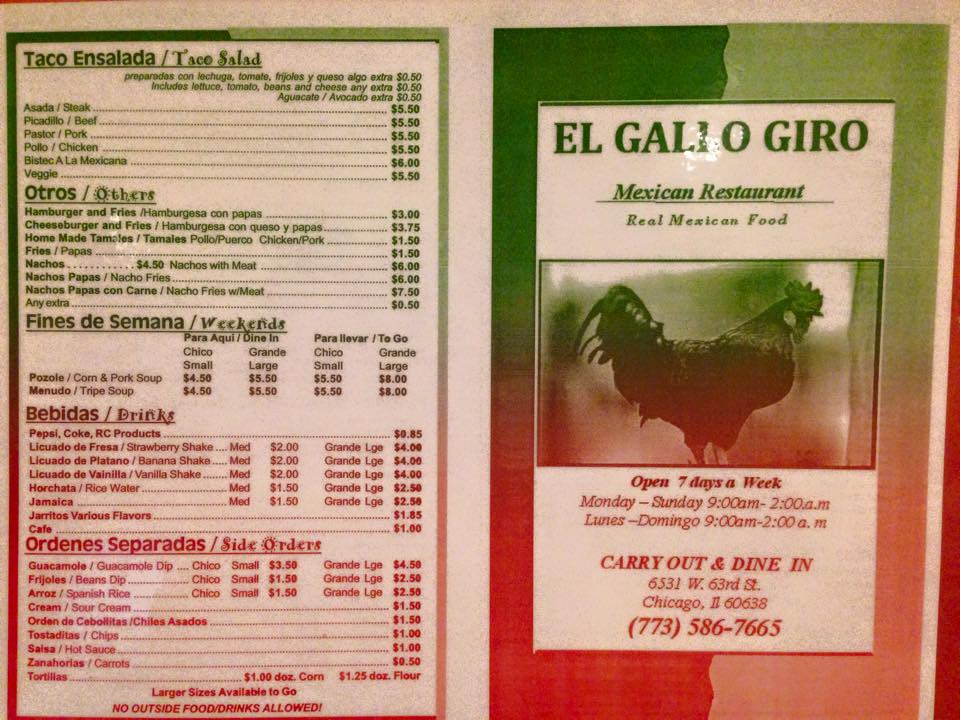 Taco Ensalada / Taco Salad
preparadas con lechuga, tomate, frijoles y queso algo extra $0.50
Includes lettuce, tomato, beans and cheese any extra $0.50
Aguacate / Avocado extra $0.50
Asada / Steak $5.50
Picadillo / Beef $5.50
Pastor / Pork $5.50
Pollo / Chicken $5.50
Bistec A La Mexicana $6.00
Veggie $5.50
Otros / Others
Hamburger and Fries /Hamburgesa con papas $3.00
Cheeseburger and Fries / Hamburgesa con queso y papas $3.75
Home Made Tamales / Tamales Pollo/Puerco Chicken/Pork $1.50
Fries / Papas $1.50
Nachos $4.50 Nachos with Meat $6.00
Nachos Papas / Nacho Fries $6.00
Nachos Papas con Carne / Nacho Fries w/Meat $7.50
Any extra $0.50
Fines de Semana / Weekends
Para Aqui / Dine In Para llevar / To Go
Chico Grande Chico Grande
Small Large Small Large
Pozole / Corn & Pork Soup $4.50 $5.50 $5.50 $8.00
Menudo / Tripe Soup $4.50 $5.50 $5.50 $8.00
Bebidas / Drinks
Pepsi, Coke, RC Products $0.85
Licuado de Fresa / Strawberry Shake Med $2.00 Grande Lge $4.00
Licuado de Platano / Banana Shake Med $2.00 Grande Lge $4.00
Licuado de Vainilla / Vanilla Shake Med $2.00 Grande Lge $4.00
Horchata / Rice Water Med $1.50 Grande Lge $2.50
Jamaica Med $1.50 Grande Lge $2.50
Jarritos Various Flavors $1.85
Cafe $1.00
Ordenes Separadas / Side Orders
Guacamole / Guacamole Dip Chico Small $3.50 Grande Lge $4.50
Frijoles / Beans Dip Chico Small $1.50 Grande Lge $2.50
Arroz / Spanish Rice Chico Small $1.50 Grande Lge $2.50
Cream / Sour Cream $1.50
Orden de Cebollitas /Chiles Asados $1.50
Tostaditas / Chips $1.00
Salsa / Hot Sauce $1.00
Zanahorias / Carrots $0.50
Tortillas $1.00 doz. Corn $1.25 doz. Flour
Larger Sizes Available to Go
NO OUTSIDE FOOD/DRINKS ALLOWED!
EL GALLO GIRO
Mexican Restaurant
Real Mexican Food
Open 7 days a Week
Monday – Sunday 9:00am- 2:00a.m
Lunes –Domingo 9:00am-2:00 a. m
CARRY OUT & DINE IN
6531 W. 63rd St.
Chicago, Il 60638
(773) 586-7665